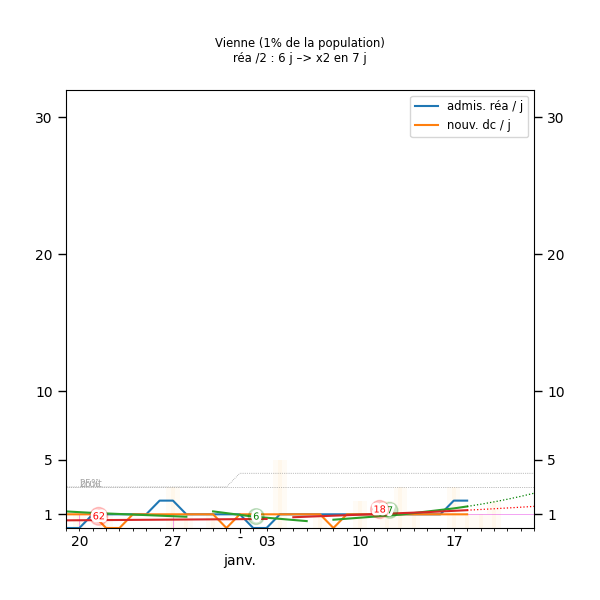 Vienne (1% de la population)
réa /2 : 6 j –> x2 en 7 j
admis. réa / j
nouv. dc / j
30 30
20 20
10 10
5 5
1 1
62 6 18 7
20 27 - 03 10 17
janv.